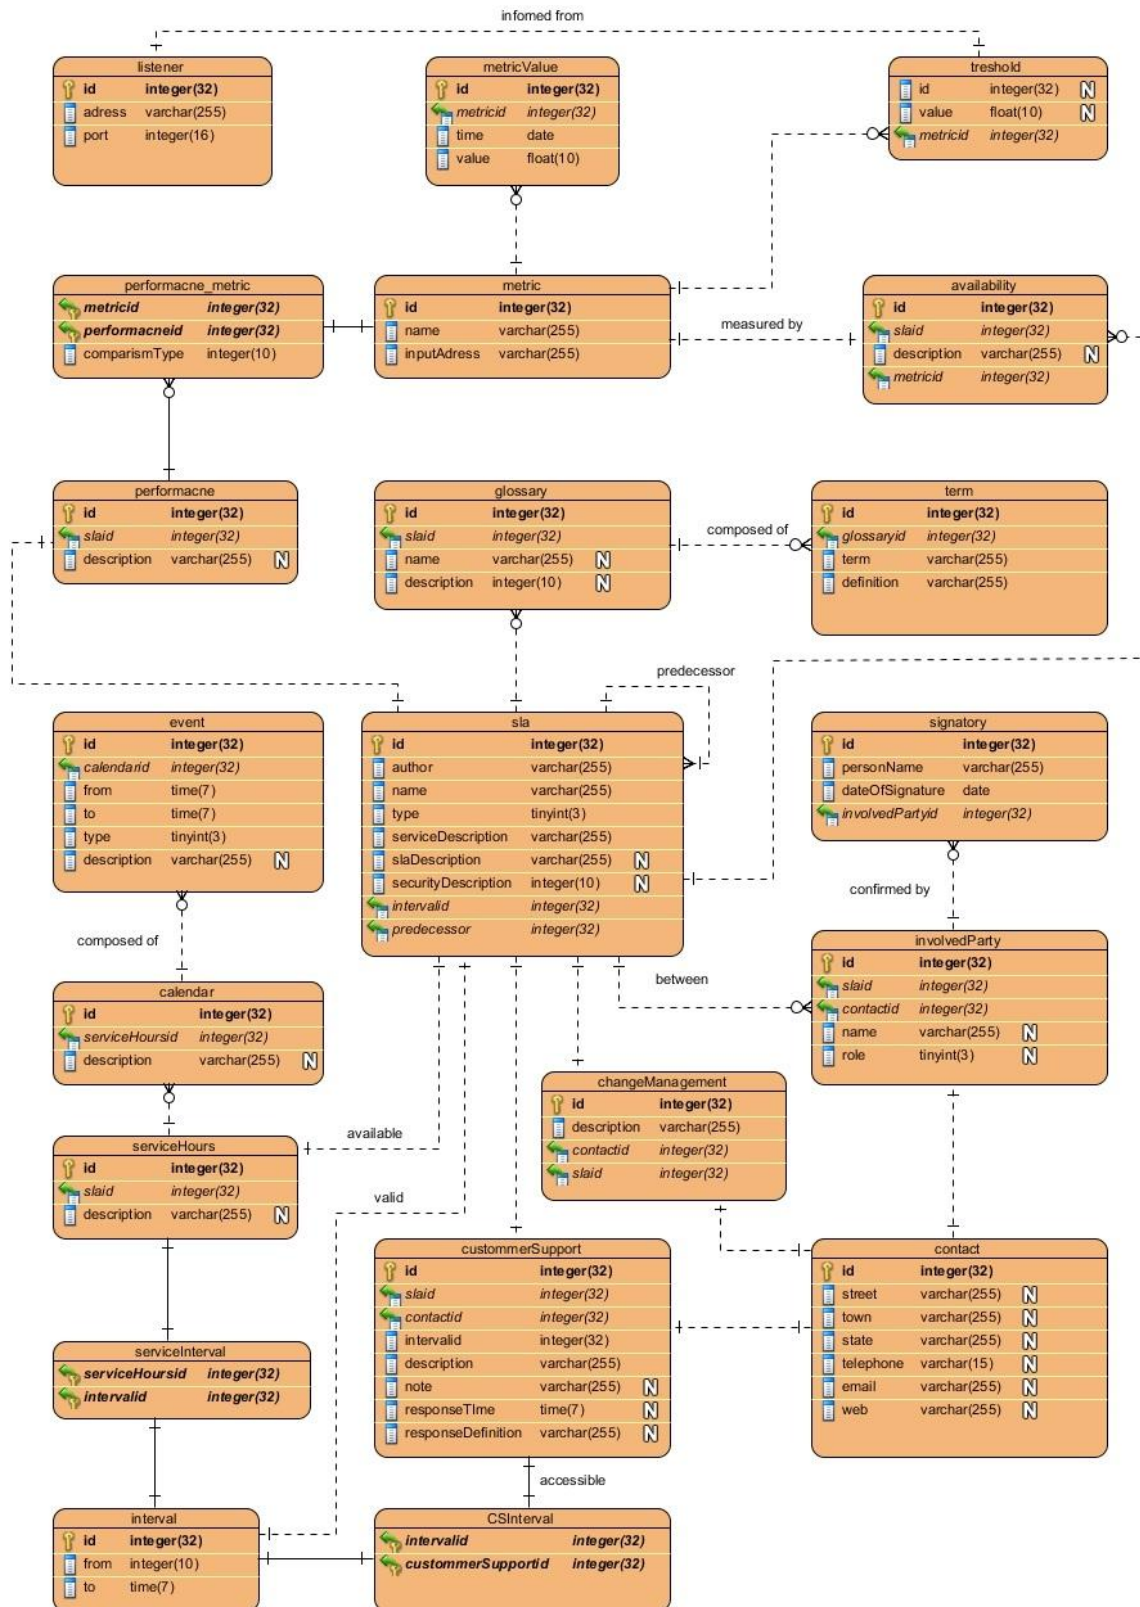 infomed from
listener
id integer(32)
adress varchar(255)
port integer(16)
metricValue
id integer(32)
metricid integer(32)
time date
value float(10)
treshold
id integer(32) N
value float(10) N
metricid integer(32)
performacne_metric
metricid integer(32)
performacneid integer(32)
comparismType integer(10)
metric
id integer(32)
name varchar(255)
inputAdress varchar(255)
measured by
availability
id integer(32)
slaid integer(32)
description varchar(255) N
metricid integer(32)
performacne
id integer(32)
slaid integer(32)
description varchar(255) N
glossary
id integer(32)
slaid integer(32)
name varchar(255) N
description integer(10) N
composed of
term
id integer(32)
glossaryid integer(32)
term varchar(255)
definition varchar(255)
predecessor
event
id integer(32)
calendarid integer(32)
from time(7)
to time(7)
type tinyint(3)
description varchar(255) N
sla
id integer(32)
author varchar(255)
name varchar(255)
type tinyint(3)
serviceDescription varchar(255)
slaDescription varchar(255) N
securityDescription integer(10) N
intervalid integer(32)
predecessor integer(32)
signatory
id integer(32)
personName varchar(255)
dateOfSignature date
involvedPartyid integer(32)
confirmed by
composed of
between
involvedParty
id integer(32)
slaid integer(32)
contactid integer(32)
name varchar(255) N
role tinyint(3) N
calendar
id integer(32)
serviceHoursid integer(32)
description varchar(255) N
changeManagement
id integer(32)
description varchar(255)
contactid integer(32)
slaid integer(32)
available
serviceHours
id integer(32)
slaid integer(32)
description varchar(255) N
valid
custommerSupport
id integer(32)
slaid integer(32)
contactid integer(32)
intervalid integer(32)
description varchar(255)
note varchar(255) N
responseTIme time(7) N
responseDefinition varchar(255) N
contact
id integer(32)
street varchar(255) N
town varchar(255) N
state varchar(255) N
telephone varchar(15) N
email varchar(255) N
web varchar(255) N
serviceInterval
serviceHoursid integer(32)
intervalid integer(32)
accessible
interval
id integer(32)
from integer(10)
to time(7)
CSInterval
intervalid integer(32)
custommerSupportid integer(32)